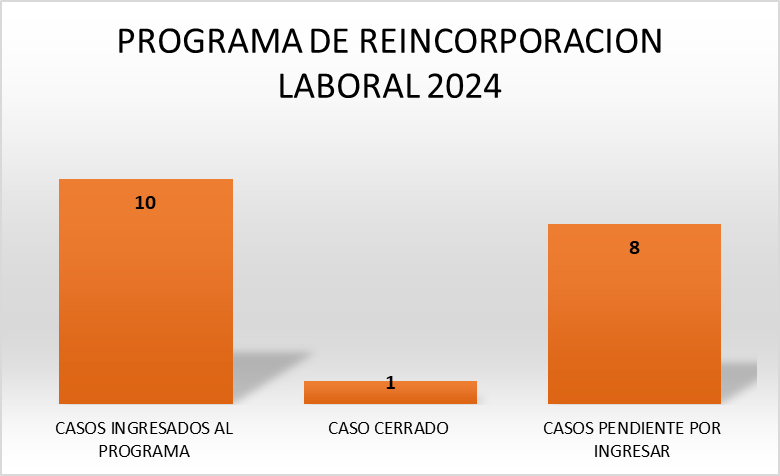 PROGRAMA DE REINCORPORACION
LABORAL 2024
10
1
8
CASOS INGRESADOS AL
PROGRAMA
CASO CERRADO
CASOS PENDIENTE POR
INGRESAR